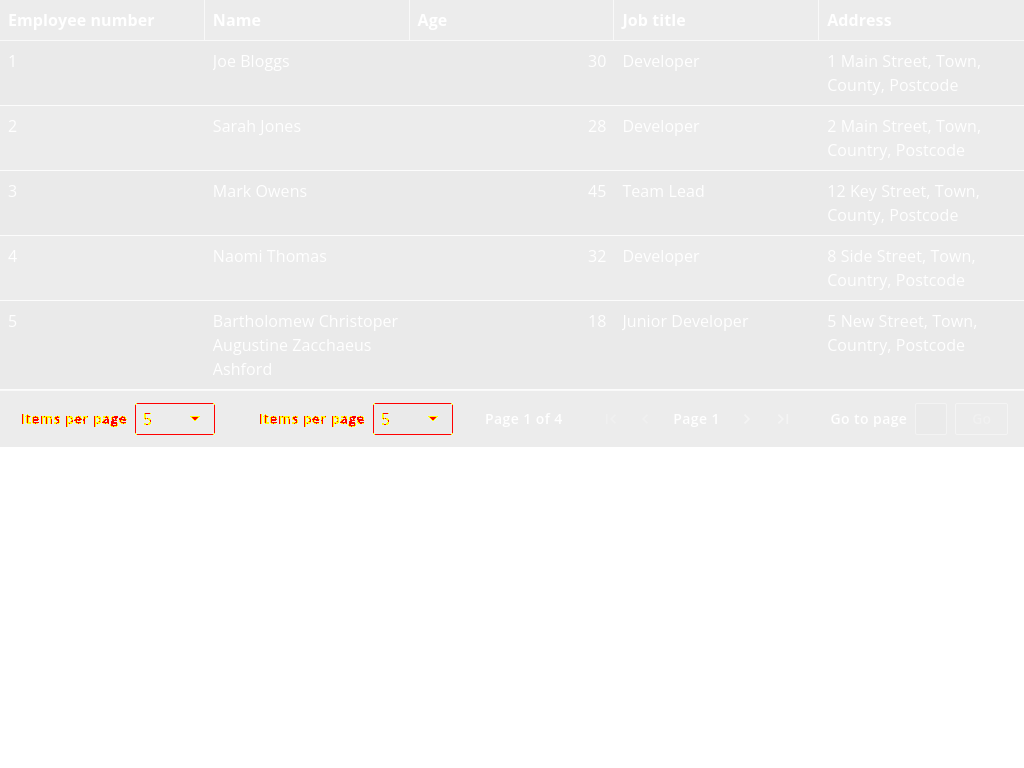 Employee number Name Age Job title Address
1 Joe Bloggs 30 Developer 1 Main Street, Town,
County, Postcode
2 Sarah Jones 28 Developer 2 Main Street, Town,
Country, Postcode
3 Mark Owens 45 Team Lead 12 Key Street, Town,
County, Postcode
4 Naomi Thomas 32 Developer 8 Side Street, Town,
Country, Postcode
5 Bartholomew Christoper 18 Junior Developer 5 New Street, Town,
Augustine Zacchaeus Country, Postcode
Ashford
Items per page 5 Items per page 5 Page 1 of 4 Page 1 Go to page Go